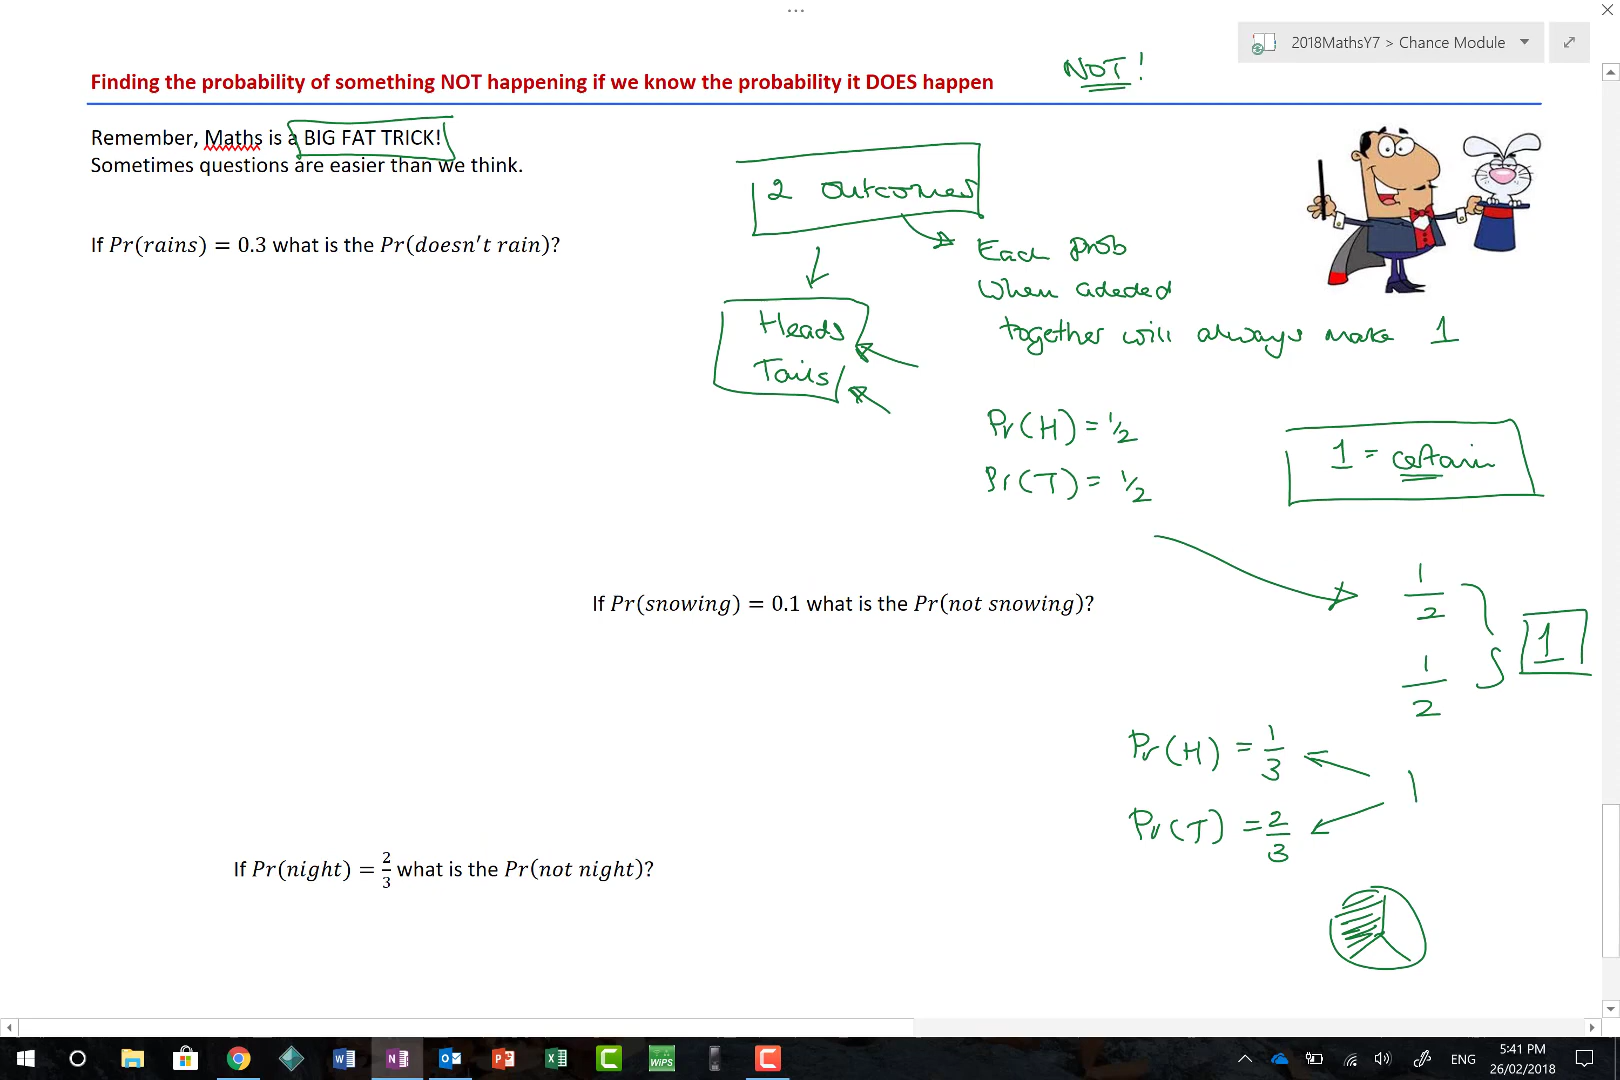 2018MathsY7 > Chance Module
NOT!
Finding the probability of something NOT happening if we know the probability it DOES happen
Remember, Maths is a BIG FAT TRICK!
Sometimes questions are easier than we think.
2 outcomes
If Pr(rains) = 0.3 what is the Pr(doesn't rain)?
Each prob
when adeded
together will always make 1
Heads
Tails
Pr(H) = 1/2
Pr(T) = 1/2
1 = certain
If Pr(snowing) = 0.1 what is the Pr(not snowing)?
1/2
1/2
1
Pr(H) = 1/3
1
Pr(T) = 2/3
If Pr(night) = 2/3 what is the Pr(not night)?
WiPS
ENG
5:41 PM
26/02/2018